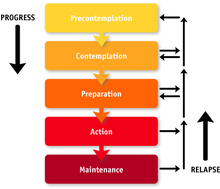 PROGRESS
Precontemplation
Contemplation
Preparation
Action
Maintenance
RELAPSE